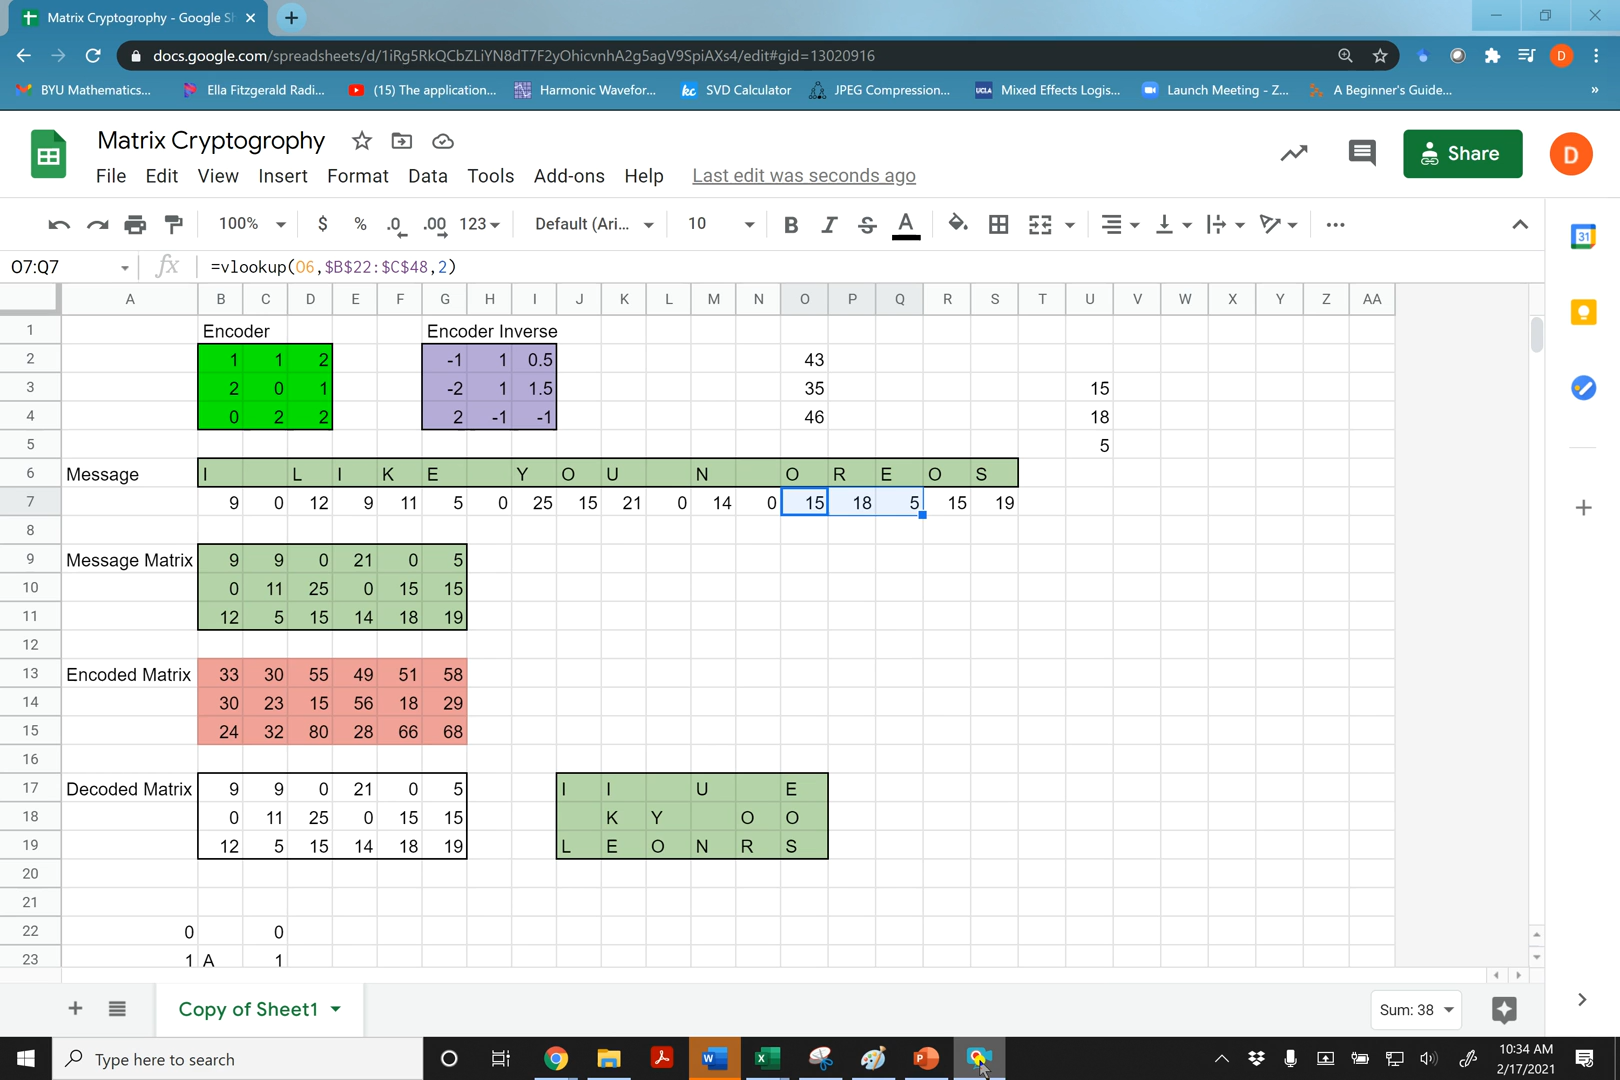 Matrix Cryptography - Google S
docs.google.com/spreadsheets/d/1iRg5RkQCbZLiYN8dT7F2yOhicvnhA2g5agV9SpiAXs4/edit#gid=13020916
D
BYU Mathematics... Ella Fitzgerald Radi... (15) The application... Harmonic Wavefor... kc SVD Calculator JPEG Compression... UCLA Mixed Effects Logis... Launch Meeting - Z... A Beginner's Guide... »
Matrix Cryptography
Share
D
File Edit View Insert Format Data Tools Add-ons Help Last edit was seconds ago
100% $ % .0 .00 123 Default (Ari... 10 B I S A ...
31
O7:Q7 fx =vlookup(O6,$B$22:$C$48,2)
A B C D E F G H I J K L M N O P Q R S T U V W X Y Z AA
1 Encoder Encoder Inverse
2 1 1 2 -1 1 0.5 43
3 2 0 1 -2 1 1.5 35 15
4 0 2 2 2 -1 -1 46 18
5 5
6 Message I L I K E Y O U N O R E O S
7 9 0 12 9 11 5 0 25 15 21 0 14 0 15 18 5 15 19
8
9 Message Matrix 9 9 0 21 0 5
10 0 11 25 0 15 15
11 12 5 15 14 18 19
12
13 Encoded Matrix 33 30 55 49 51 58
14 30 23 15 56 18 29
15 24 32 80 28 66 68
16
17 Decoded Matrix 9 9 0 21 0 5 I I U E
18 0 11 25 0 15 15 K Y O O
19 12 5 15 14 18 19 L E O N R S
20
21
22 0 0
23 1 A 1
Copy of Sheet1
Sum: 38
Type here to search
10:34 AM
2/17/2021